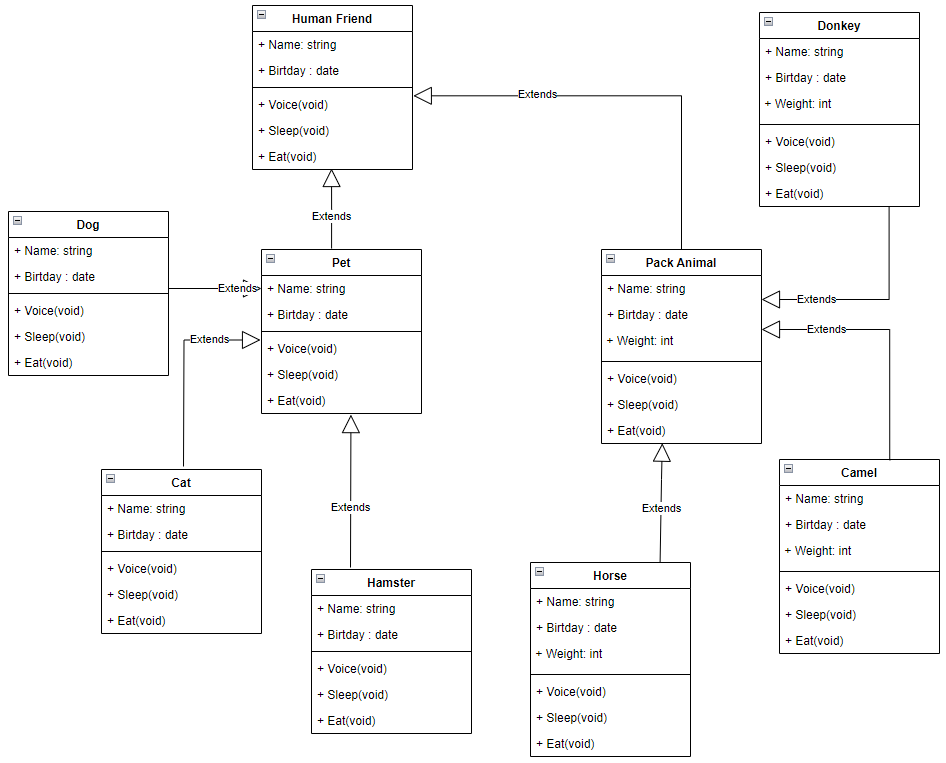 Human Friend
+ Name: string
+ Birtday : date
+ Voice(void)
+ Sleep(void)
+ Eat(void)
Donkey
+ Name: string
+ Birtday : date
+ Weight: int
+ Voice(void)
+ Sleep(void)
+ Eat(void)
Extends
Extends
Dog
+ Name: string
+ Birtday : date
+ Voice(void)
+ Sleep(void)
+ Eat(void)
Extends
Pet
+ Name: string
+ Birtday : date
+ Voice(void)
+ Sleep(void)
+ Eat(void)
Pack Animal
+ Name: string
+ Birtday : date
+ Weight: int
+ Voice(void)
+ Sleep(void)
+ Eat(void)
Extends
Extends
Extends
Cat
+ Name: string
+ Birtday : date
+ Voice(void)
+ Sleep(void)
+ Eat(void)
Extends
Hamster
+ Name: string
+ Birtday : date
+ Voice(void)
+ Sleep(void)
+ Eat(void)
Extends
Horse
+ Name: string
+ Birtday : date
+ Weight: int
+ Voice(void)
+ Sleep(void)
+ Eat(void)
Camel
+ Name: string
+ Birtday : date
+ Weight: int
+ Voice(void)
+ Sleep(void)
+ Eat(void)